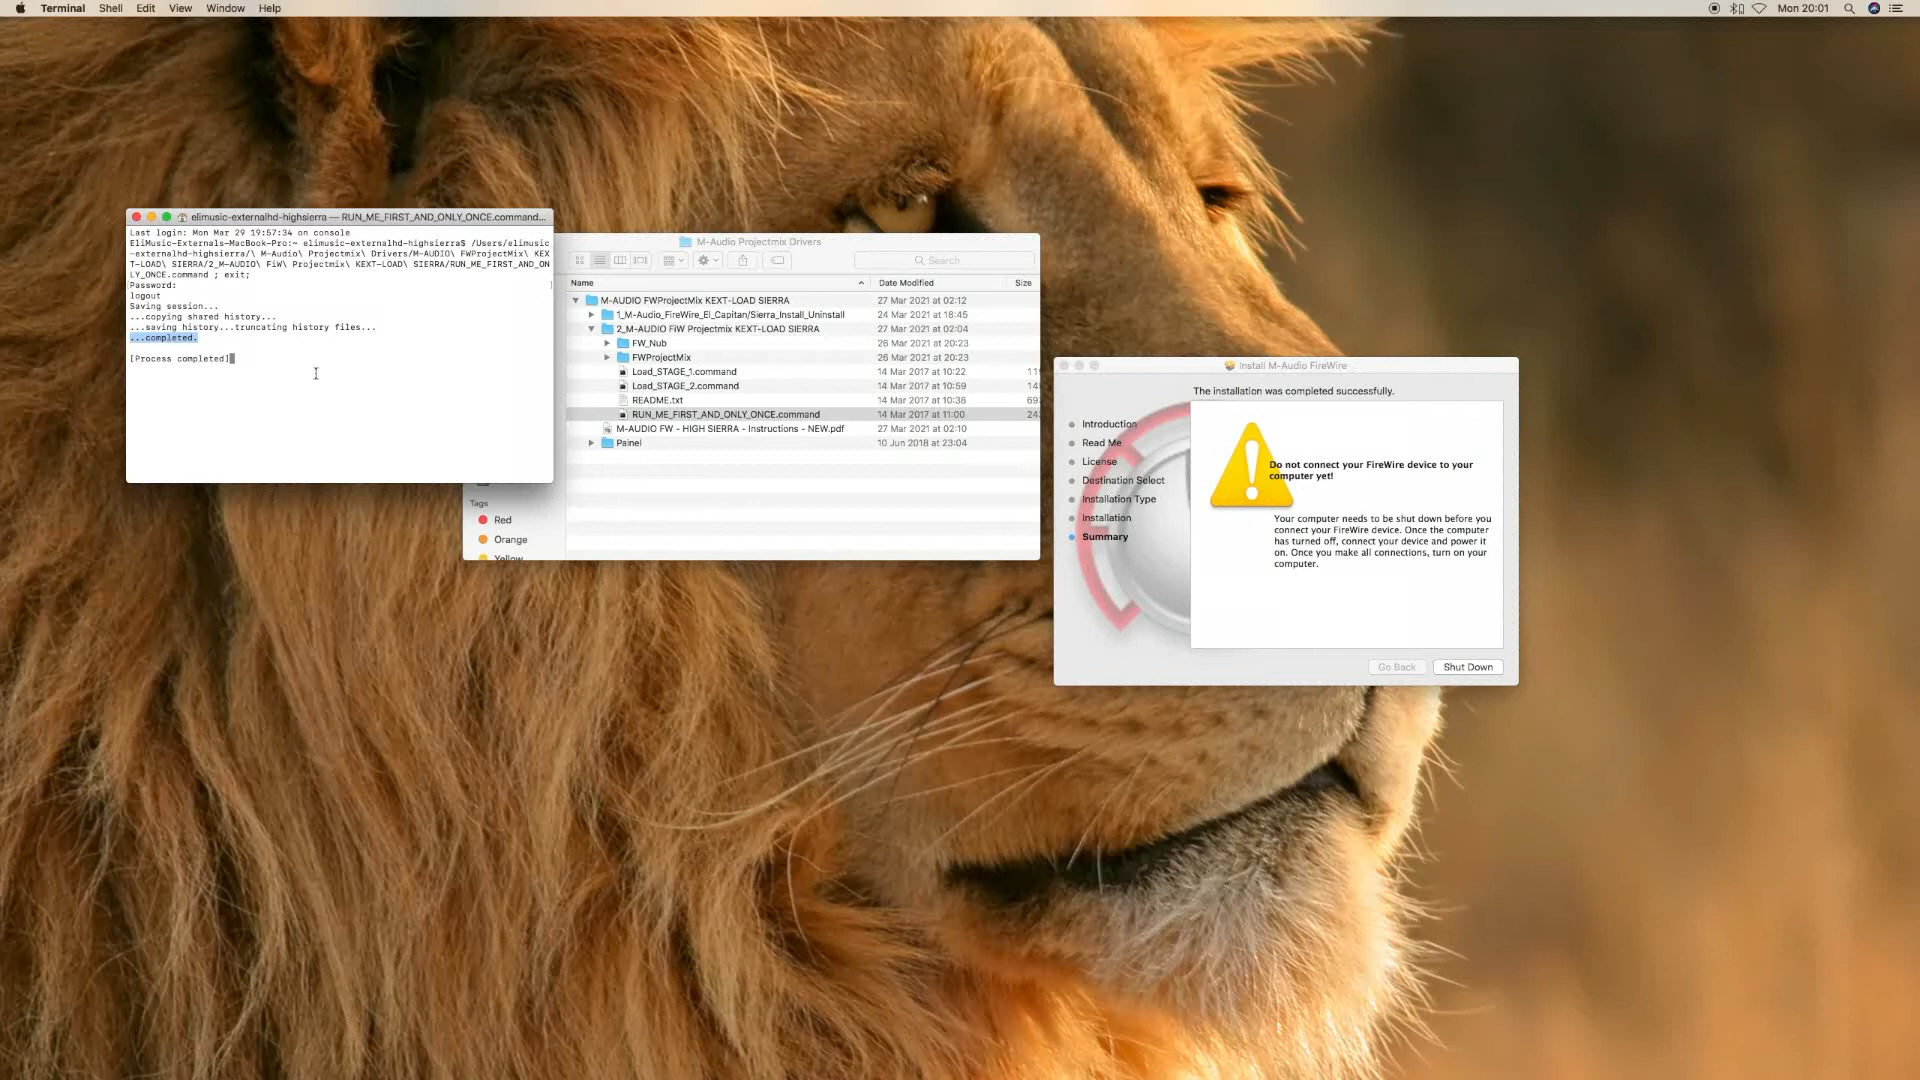 Terminal Shell Edit View Window Help
Mon 20:01
elimusic-externalhd-highsierra — RUN_ME_FIRST_AND_ONLY_ONCE.command...
Last login: Mon Mar 29 19:57:34 on console
EliMusic-Externals-MacBook-Pro:~ elimusic-externalhd-highsierra$ /Users/elimusic
-externalhd-highsierra/\ M-Audio\ Projectmix\ Drivers/M-AUDIO\ FWProjectMix\ KEX
T-LOAD\ SIERRA/2_M-AUDIO\ FiW\ Projectmix\ KEXT-LOAD\ SIERRA/RUN_ME_FIRST_AND_ON
LY_ONCE.command ; exit;
Password:
logout
Saving session...
...copying shared history...
...saving history...truncating history files...
...completed.
[Process completed]
M-Audio Projectmix Drivers
Search
Name Date Modified Size
M-AUDIO FWProjectMix KEXT-LOAD SIERRA 27 Mar 2021 at 02:12
1_M-Audio_FireWire_El_Capitan/Sierra_Install_Uninstall 24 Mar 2021 at 18:45
2_M-AUDIO FiW Projectmix KEXT-LOAD SIERRA 27 Mar 2021 at 02:04
FW_Nub 26 Mar 2021 at 20:23
FWProjectMix 26 Mar 2021 at 20:23
Load_STAGE_1.command 14 Mar 2017 at 10:22
Load_STAGE_2.command 14 Mar 2017 at 10:59
README.txt 14 Mar 2017 at 10:38
RUN_ME_FIRST_AND_ONLY_ONCE.command 14 Mar 2017 at 11:00
M-AUDIO FW - HIGH SIERRA - Instructions - NEW.pdf 27 Mar 2021 at 02:10
Painel 10 Jun 2018 at 23:04
Tags
Red
Orange
Yellow
Install M-Audio FireWire
The installation was completed successfully.
Introduction
Read Me
License
Destination Select
Installation Type
Installation
Summary
Do not connect your FireWire device to your
computer yet!
Your computer needs to be shut down before you
connect your FireWire device. Once the computer
has turned off, connect your device and power it
on. Once you make all connections, turn on your
computer.
Go Back
Shut Down